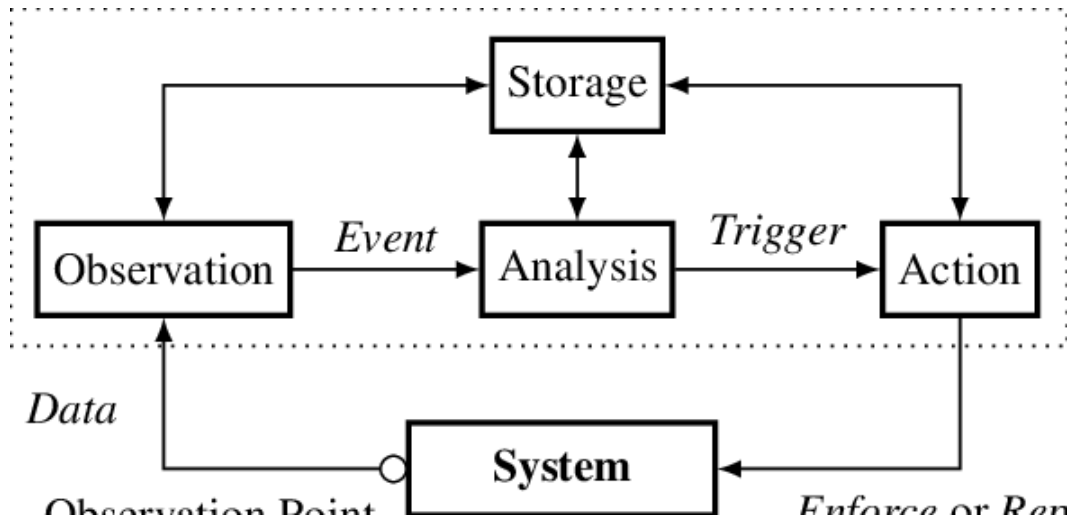 Storage
Event
Trigger
Observation
Analysis
Action
Data
System
Observation Point
Enforce or